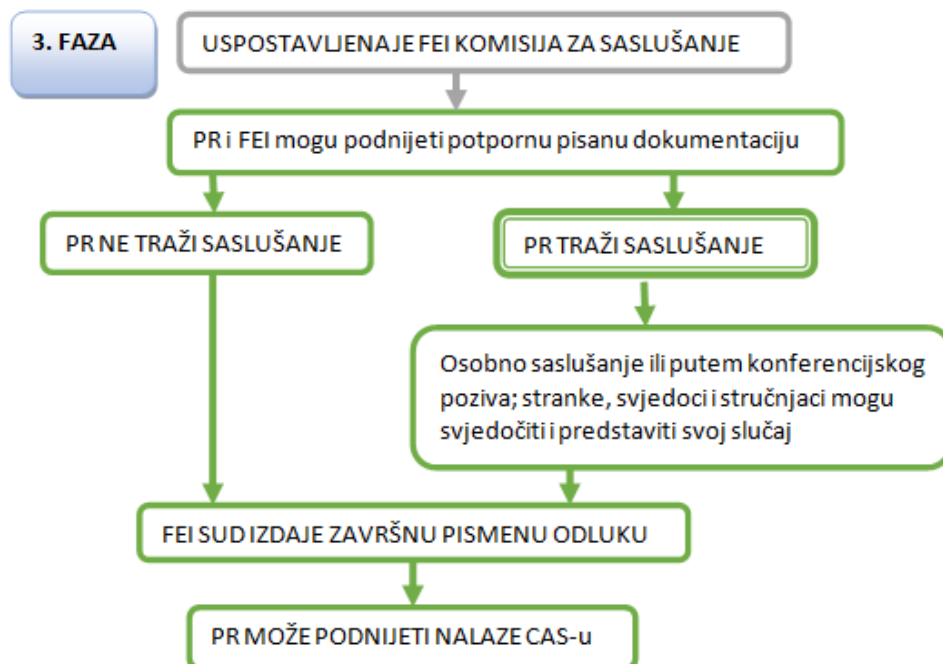 3. FAZA
USPOSTAVLJENAJE FEI KOMISIJA ZA SASLUŠANJE
PR i FEI mogu podnijeti potpornu pisanu dokumentaciju
PR NE TRAŽI SASLUŠANJE
PR TRAŽI SASLUŠANJE
Osobno saslušanje ili putem konferencijskog
poziva; stranke, svjedoci i stručnjaci mogu
svjedočiti i predstaviti svoj slučaj
FEI SUD IZDAJE ZAVRŠNU PISMENU ODLUKU
PR MOŽE PODNIJETI NALAZE CAS-u